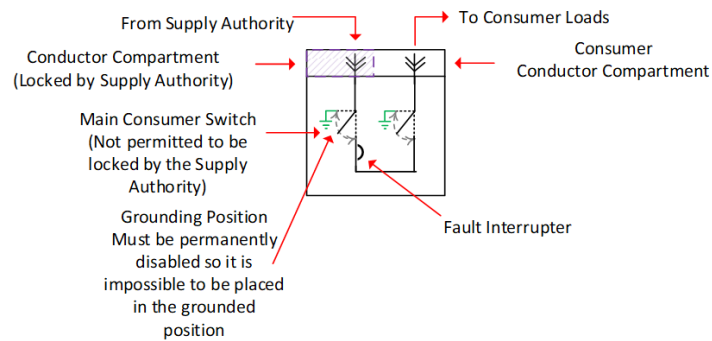 From Supply Authority
To Consumer Loads
Conductor Compartment
(Locked by Supply Authority)
Consumer
Conductor Compartment
Main Consumer Switch
(Not permitted to be
locked by the Supply
Authority)
Grounding Position
Must be permanently
disabled so it is
impossible to be placed
in the grounded
position
Fault Interrupter